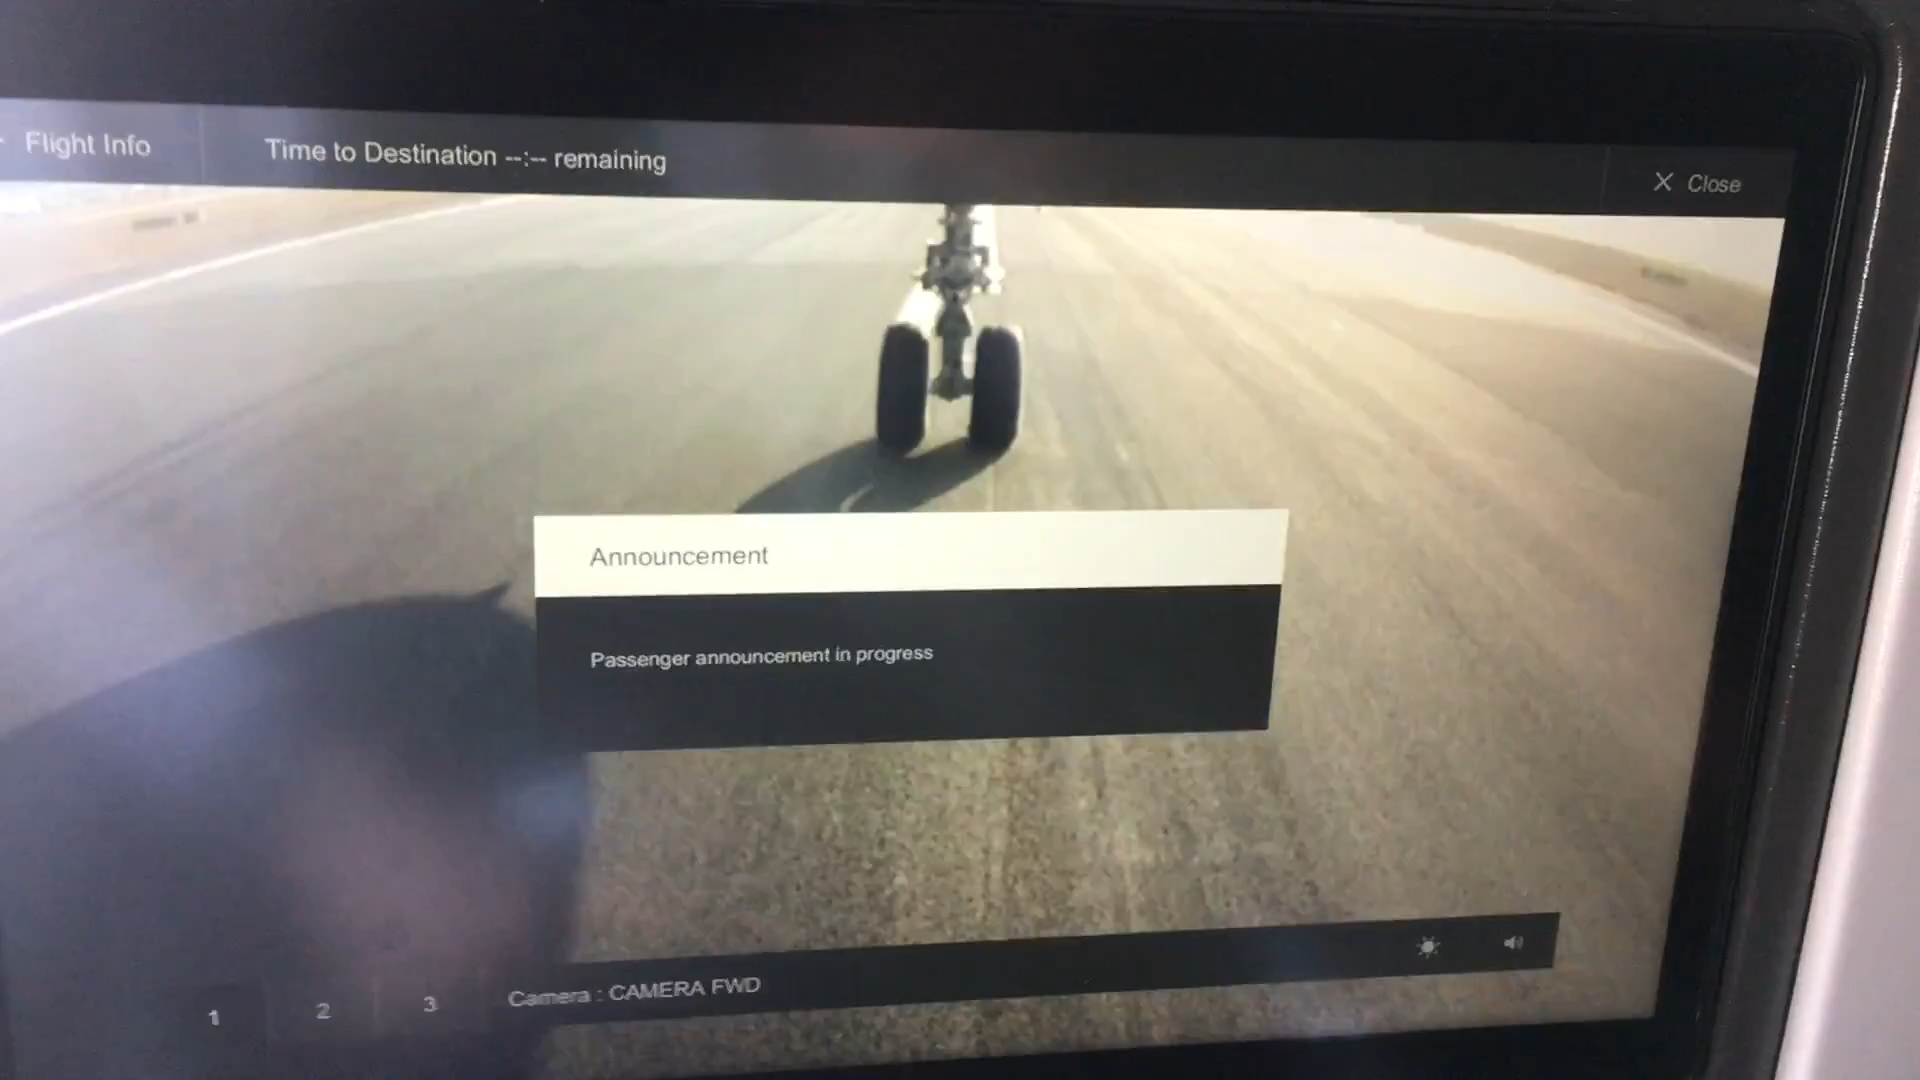 Flight Info
Time to Destination --:-- remaining
X Close
Announcement
Passenger announcement in progress
1 2 3 Camera : CAMERA FWD